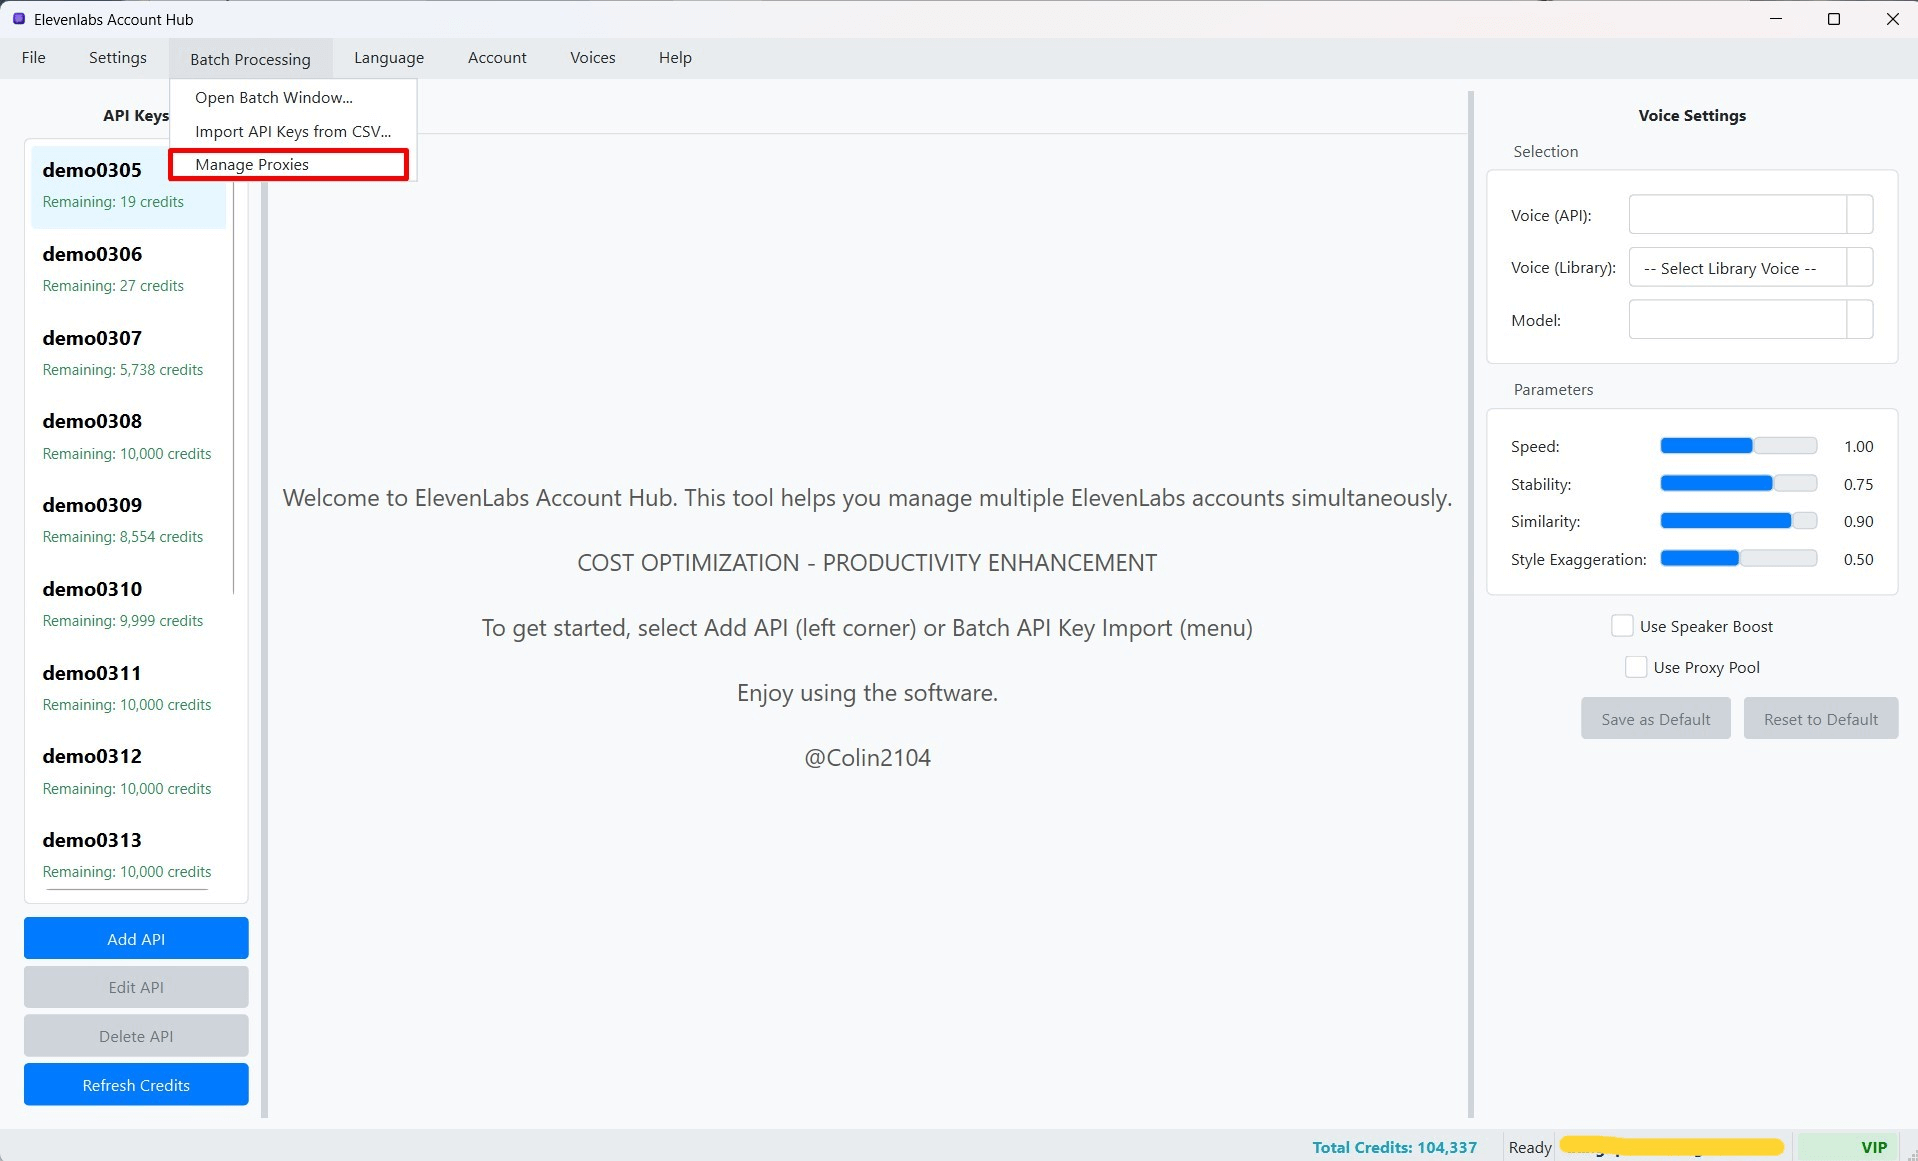 Elevenlabs Account Hub
File Settings Batch Processing Language Account Voices Help
Open Batch Window...
Import API Keys from CSV...
Manage Proxies
API Keys
demo0305
Remaining: 19 credits
demo0306
Remaining: 27 credits
demo0307
Remaining: 5,738 credits
demo0308
Remaining: 10,000 credits
demo0309
Remaining: 8,554 credits
demo0310
Remaining: 9,999 credits
demo0311
Remaining: 10,000 credits
demo0312
Remaining: 10,000 credits
demo0313
Remaining: 10,000 credits
Add API
Edit API
Delete API
Refresh Credits
Welcome to ElevenLabs Account Hub. This tool helps you manage multiple ElevenLabs accounts simultaneously.
COST OPTIMIZATION - PRODUCTIVITY ENHANCEMENT
To get started, select Add API (left corner) or Batch API Key Import (menu)
Enjoy using the software.
@Colin2104
Voice Settings
Selection
Voice (API):
Voice (Library): -- Select Library Voice --
Model:
Parameters
Speed: 1.00
Stability: 0.75
Similarity: 0.90
Style Exaggeration: 0.50
Use Speaker Boost
Use Proxy Pool
Save as Default Reset to Default
Total Credits: 104,337 Ready VIP